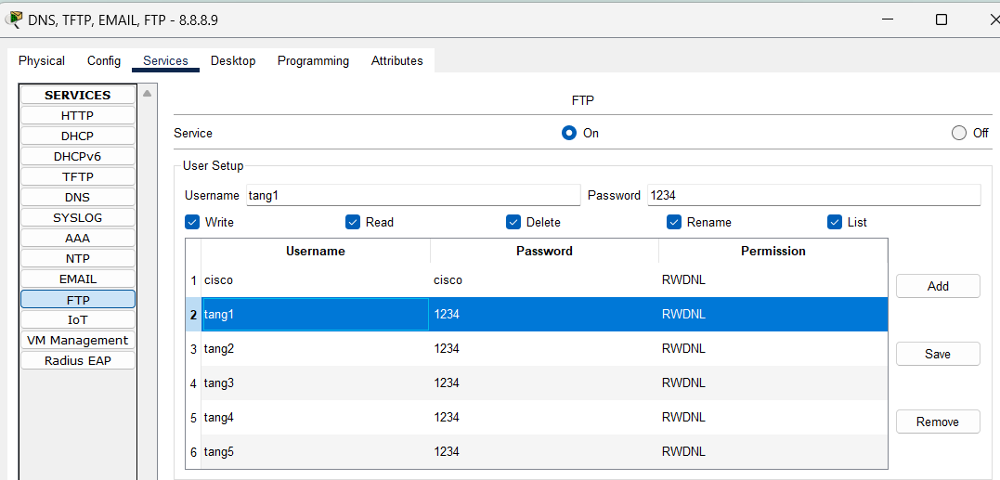 DNS, TFTP, EMAIL, FTP - 8.8.8.9
Physical Config Services Desktop Programming Attributes
SERVICES
HTTP
DHCP
DHCPv6
TFTP
DNS
SYSLOG
AAA
NTP
EMAIL
FTP
IoT
VM Management
Radius EAP
FTP
Service On Off
User Setup
Username tang1 Password 1234
Write Read Delete Rename List
Username Password Permission
1 cisco cisco RWDNL
2 tang1 1234 RWDNL
3 tang2 1234 RWDNL
4 tang3 1234 RWDNL
5 tang4 1234 RWDNL
6 tang5 1234 RWDNL
Add
Save
Remove